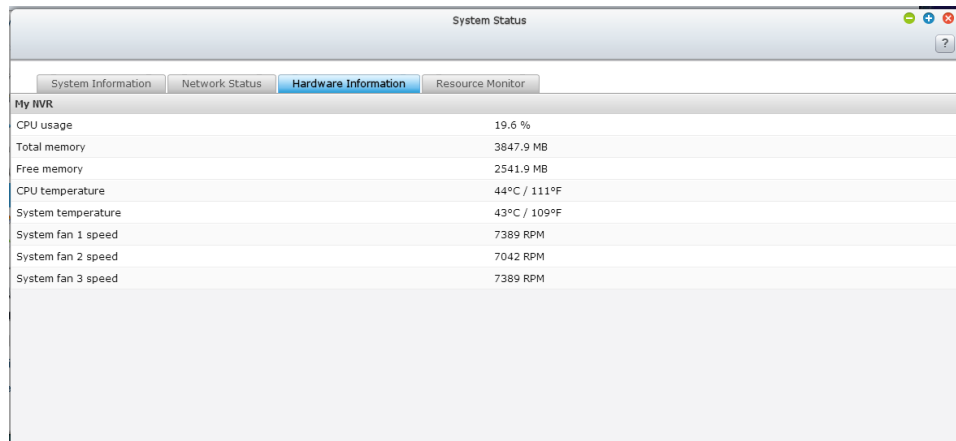 System Status
?
System Information Network Status Hardware Information Resource Monitor
My NVR
CPU usage 19.6 %
Total memory 3847.9 MB
Free memory 2541.9 MB
CPU temperature 44°C / 111°F
System temperature 43°C / 109°F
System fan 1 speed 7389 RPM
System fan 2 speed 7042 RPM
System fan 3 speed 7389 RPM